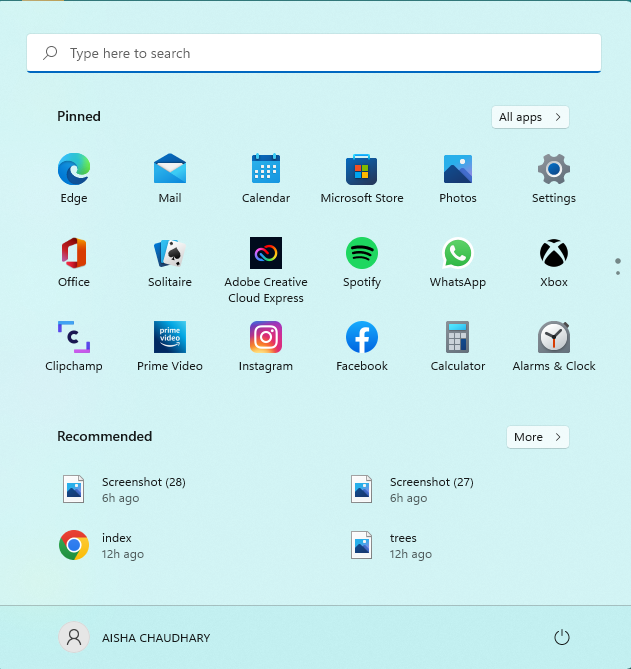 Type here to search
Pinned
All apps
Edge
Mail
Calendar
Microsoft Store
Photos
Settings
Office
Solitaire
Adobe Creative
Cloud Express
Spotify
WhatsApp
Xbox
prime
video
Clipchamp
Prime Video
Instagram
Facebook
Calculator
Alarms & Clock
Recommended
More
Screenshot (28)
6h ago
Screenshot (27)
6h ago
index
12h ago
trees
12h ago
AISHA CHAUDHARY